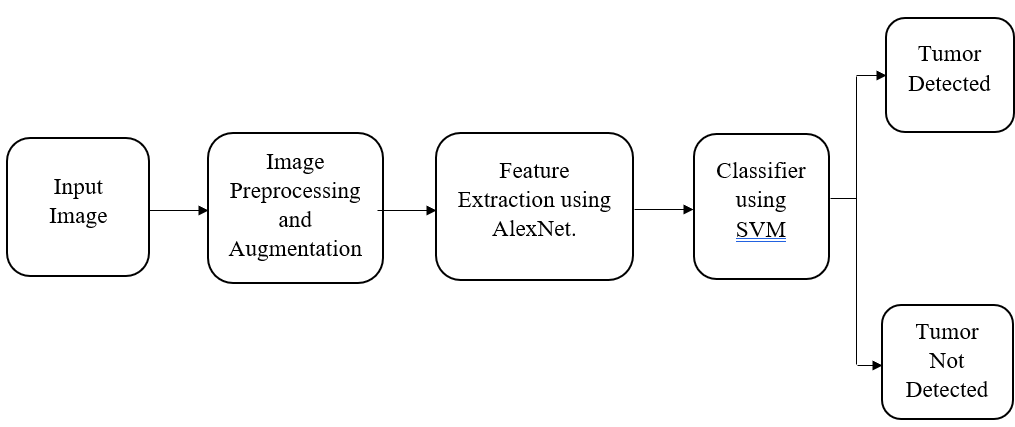 Input
Image
Image
Preprocessing
and
Augmentation
Feature
Extraction using
AlexNet.
Classifier
using
SVM
Tumor
Detected
Tumor
Not
Detected